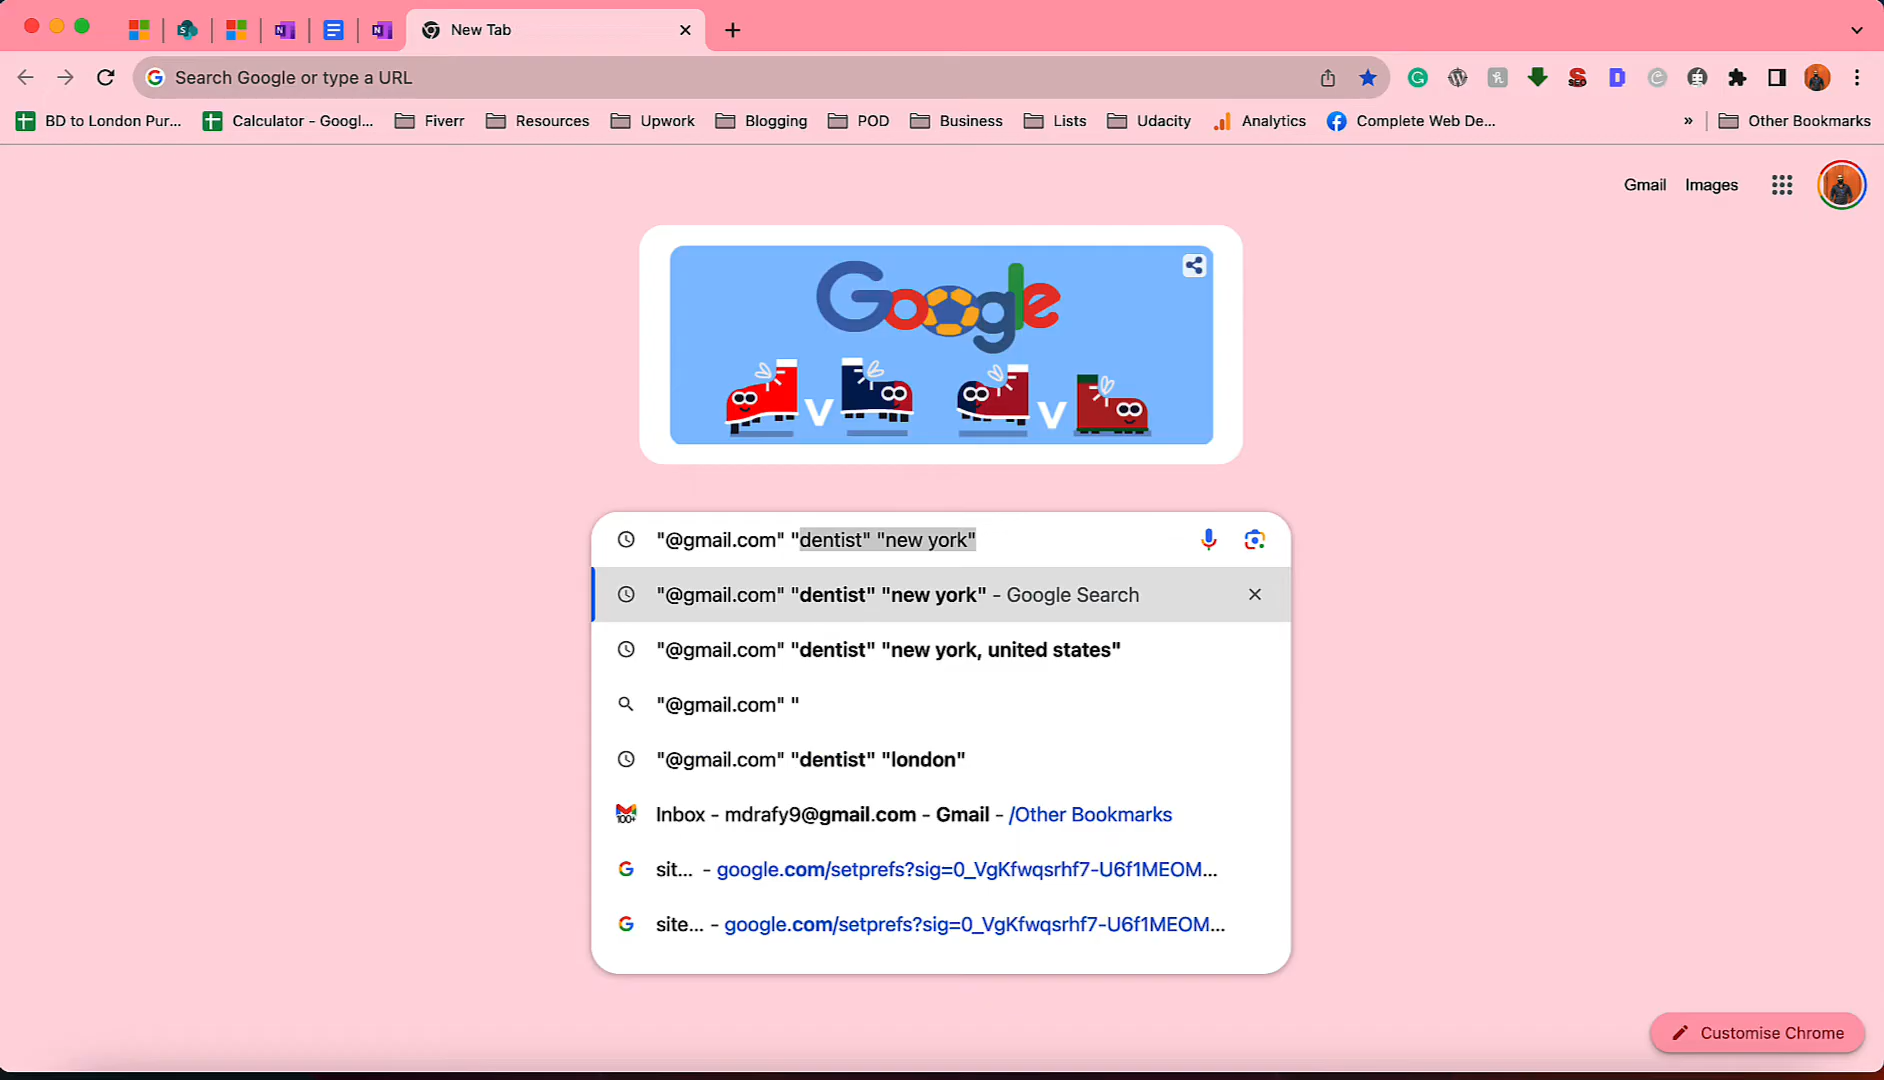 New Tab
Search Google or type a URL
BD to London Pur... Calculator - Googl... Fiverr Resources Upwork Blogging POD Business Lists Udacity Analytics Complete Web De... » Other Bookmarks
Gmail Images
Google
V V
"@gmail.com" "dentist" "new york"
"@gmail.com" "dentist" "new york" - Google Search
"@gmail.com" "dentist" "new york, united states"
"@gmail.com" "
"@gmail.com" "dentist" "london"
100+ Inbox - mdrafy9@gmail.com - Gmail - /Other Bookmarks
sit... - google.com/setprefs?sig=0_VgKfwqsrhf7-U6f1MEOM...
site... - google.com/setprefs?sig=0_VgKfwqsrhf7-U6f1MEOM...
Customise Chrome